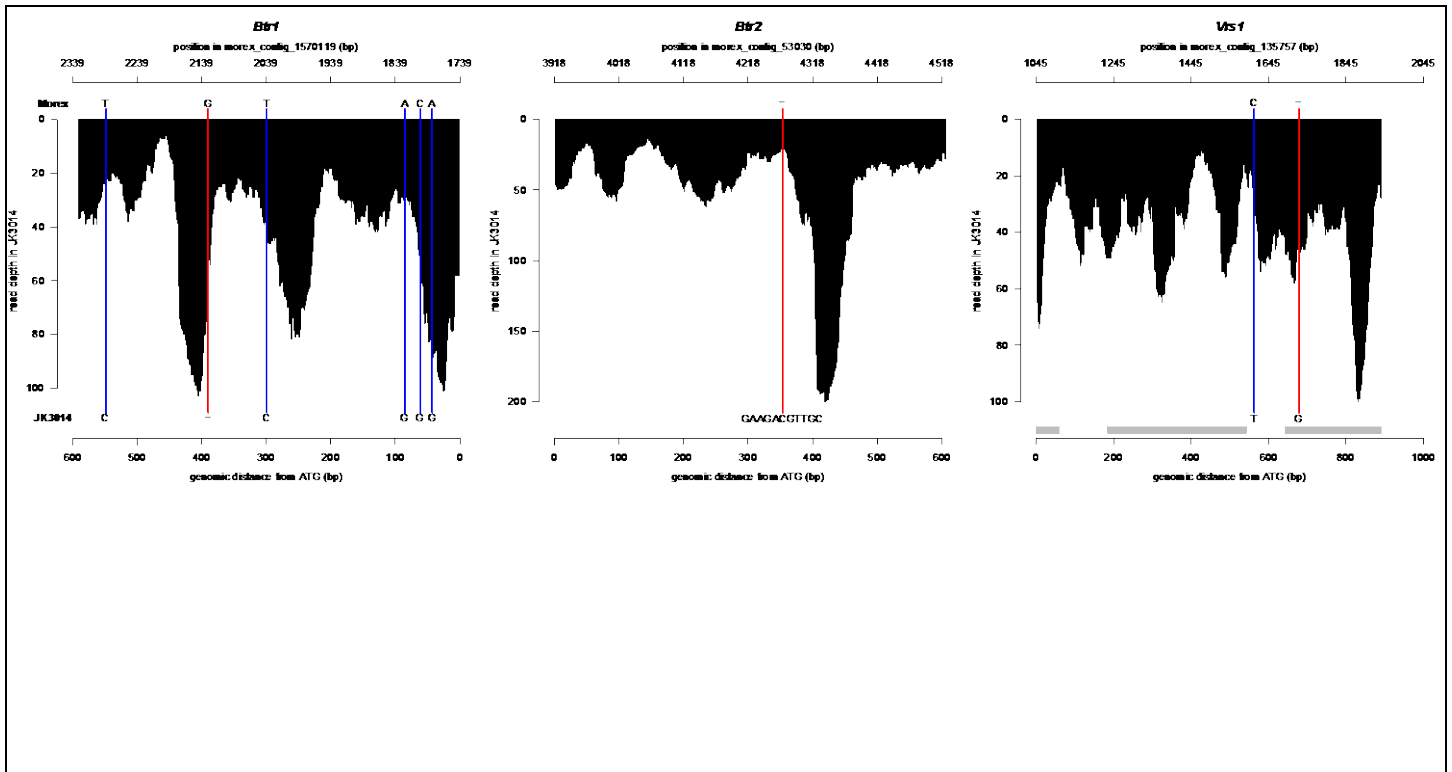 Btr1
position in morex_contig_1570119 (bp)
2339 2239 2139 2039 1939 1839 1739
Morex T G T A C A
0
20
40
60
80
100
read depth in JK3014
JK3014 C – C G G G
600 500 400 300 200 100 0
genomic distance from ATG (bp)
Btr2
position in morex_contig_53030 (bp)
3918 4018 4118 4218 4318 4418 4518
–
0
50
100
150
200
read depth in JK3014
GAAGACGTTGC
0 100 200 300 400 500 600
genomic distance from ATG (bp)
Vrs1
position in morex_contig_135757 (bp)
1045 1245 1445 1645 1845 2045
C –
0
20
40
60
80
100
read depth in JK3014
T G
0 200 400 600 800 1000
genomic distance from ATG (bp)